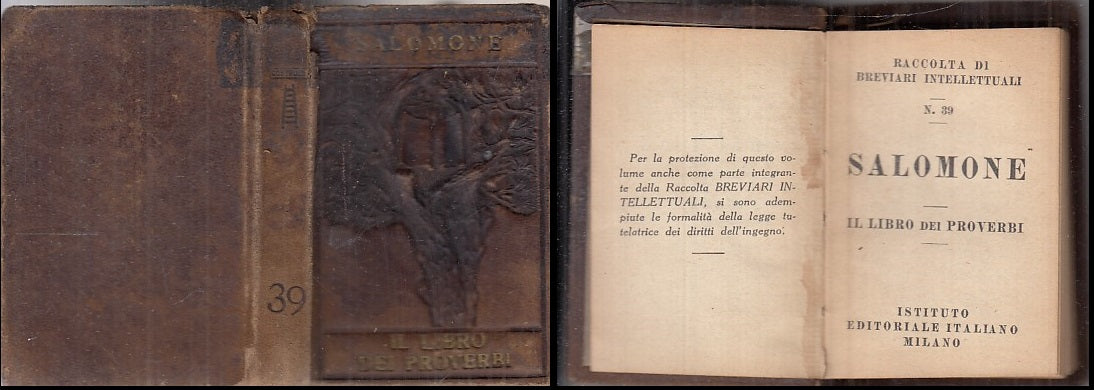 SALOMONE
IL LIBRO
DEI PROVERBI
39
Per la protezione di questo vo-
lume anche come parte integran-
te della Raccolta BREVIARI IN-
TELLETTUALI, si sono adem-
piute le formalità della legge tu-
telatrice dei diritti dell'ingegno.
RACCOLTA DI
BREVIARI INTELLETTUALI
N. 39
SALOMONE
IL LIBRO DEI PROVERBI
ISTITUTO
EDITORIALE ITALIANO
MILANO